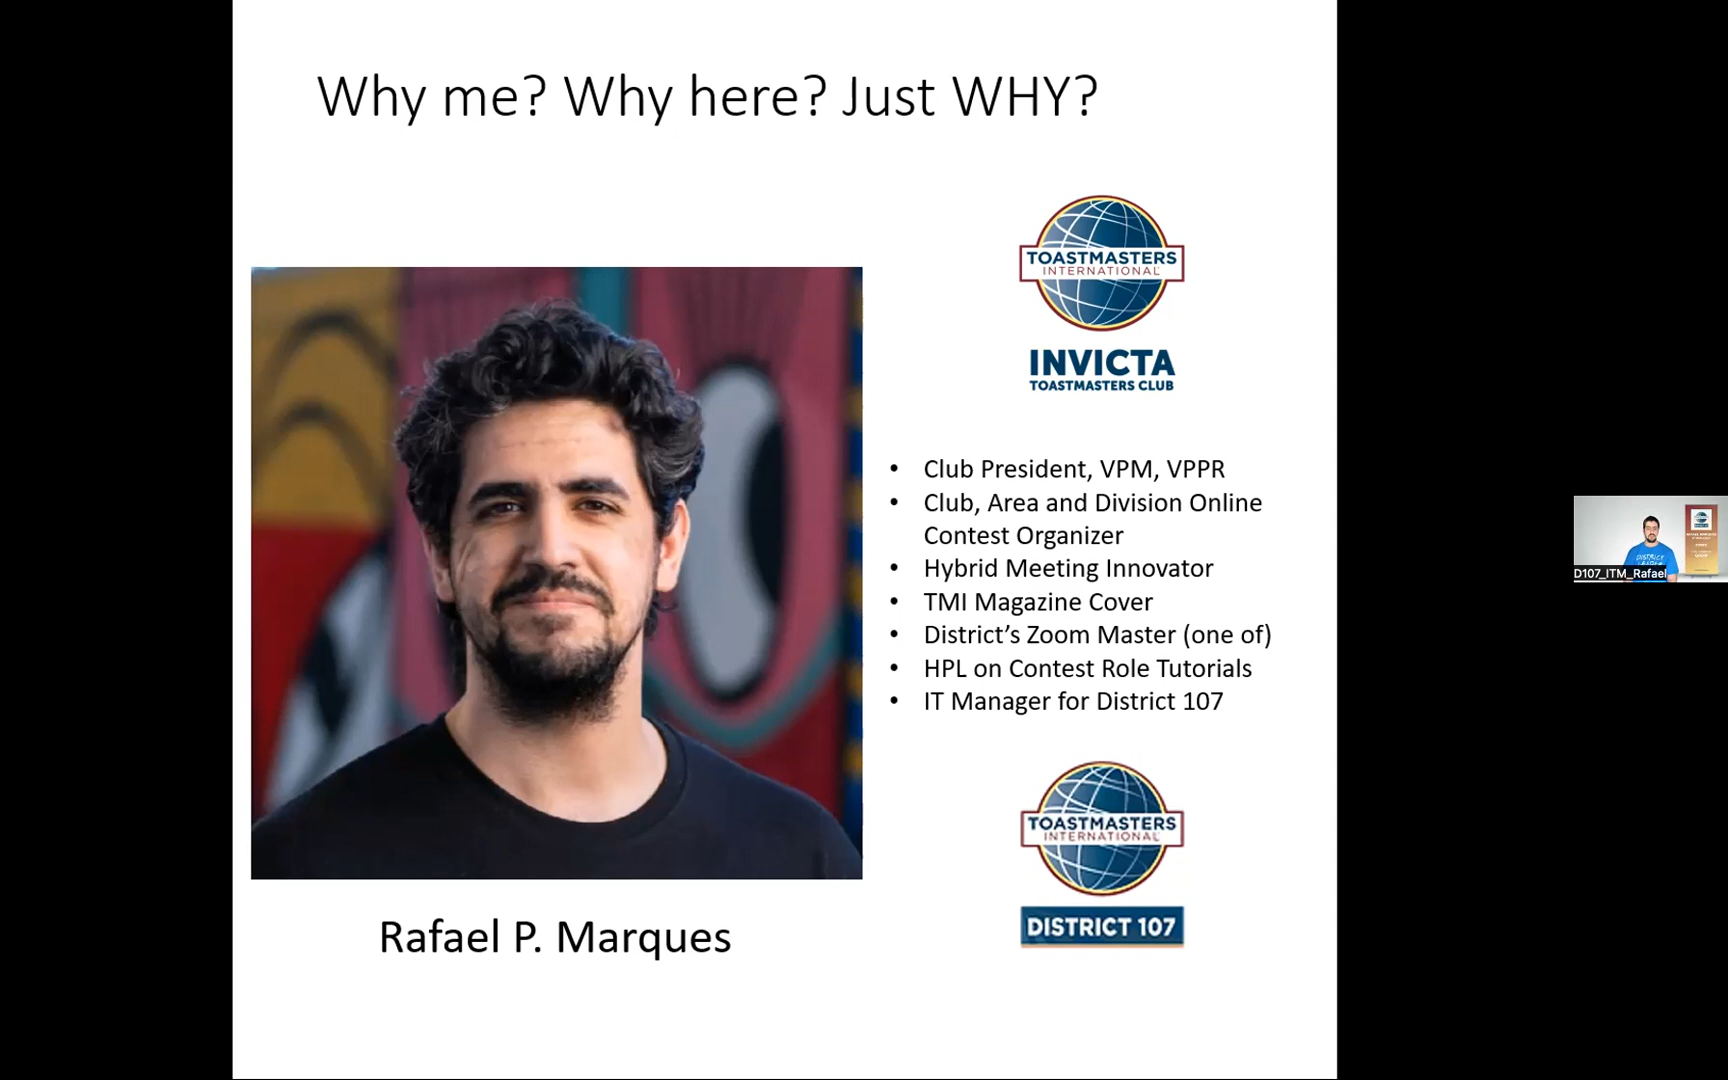 Why me? Why here? Just WHY?
TOASTMASTERS
INTERNATIONAL
INVICTA
TOASTMASTERS CLUB
• Club President, VPM, VPPR
• Club, Area and Division Online
Contest Organizer
• Hybrid Meeting Innovator
• TMI Magazine Cover
• District’s Zoom Master (one of)
• HPL on Contest Role Tutorials
• IT Manager for District 107
TOASTMASTERS
INTERNATIONAL
DISTRICT 107
Rafael P. Marques
DISTRICT
D107_ITM_Rafael